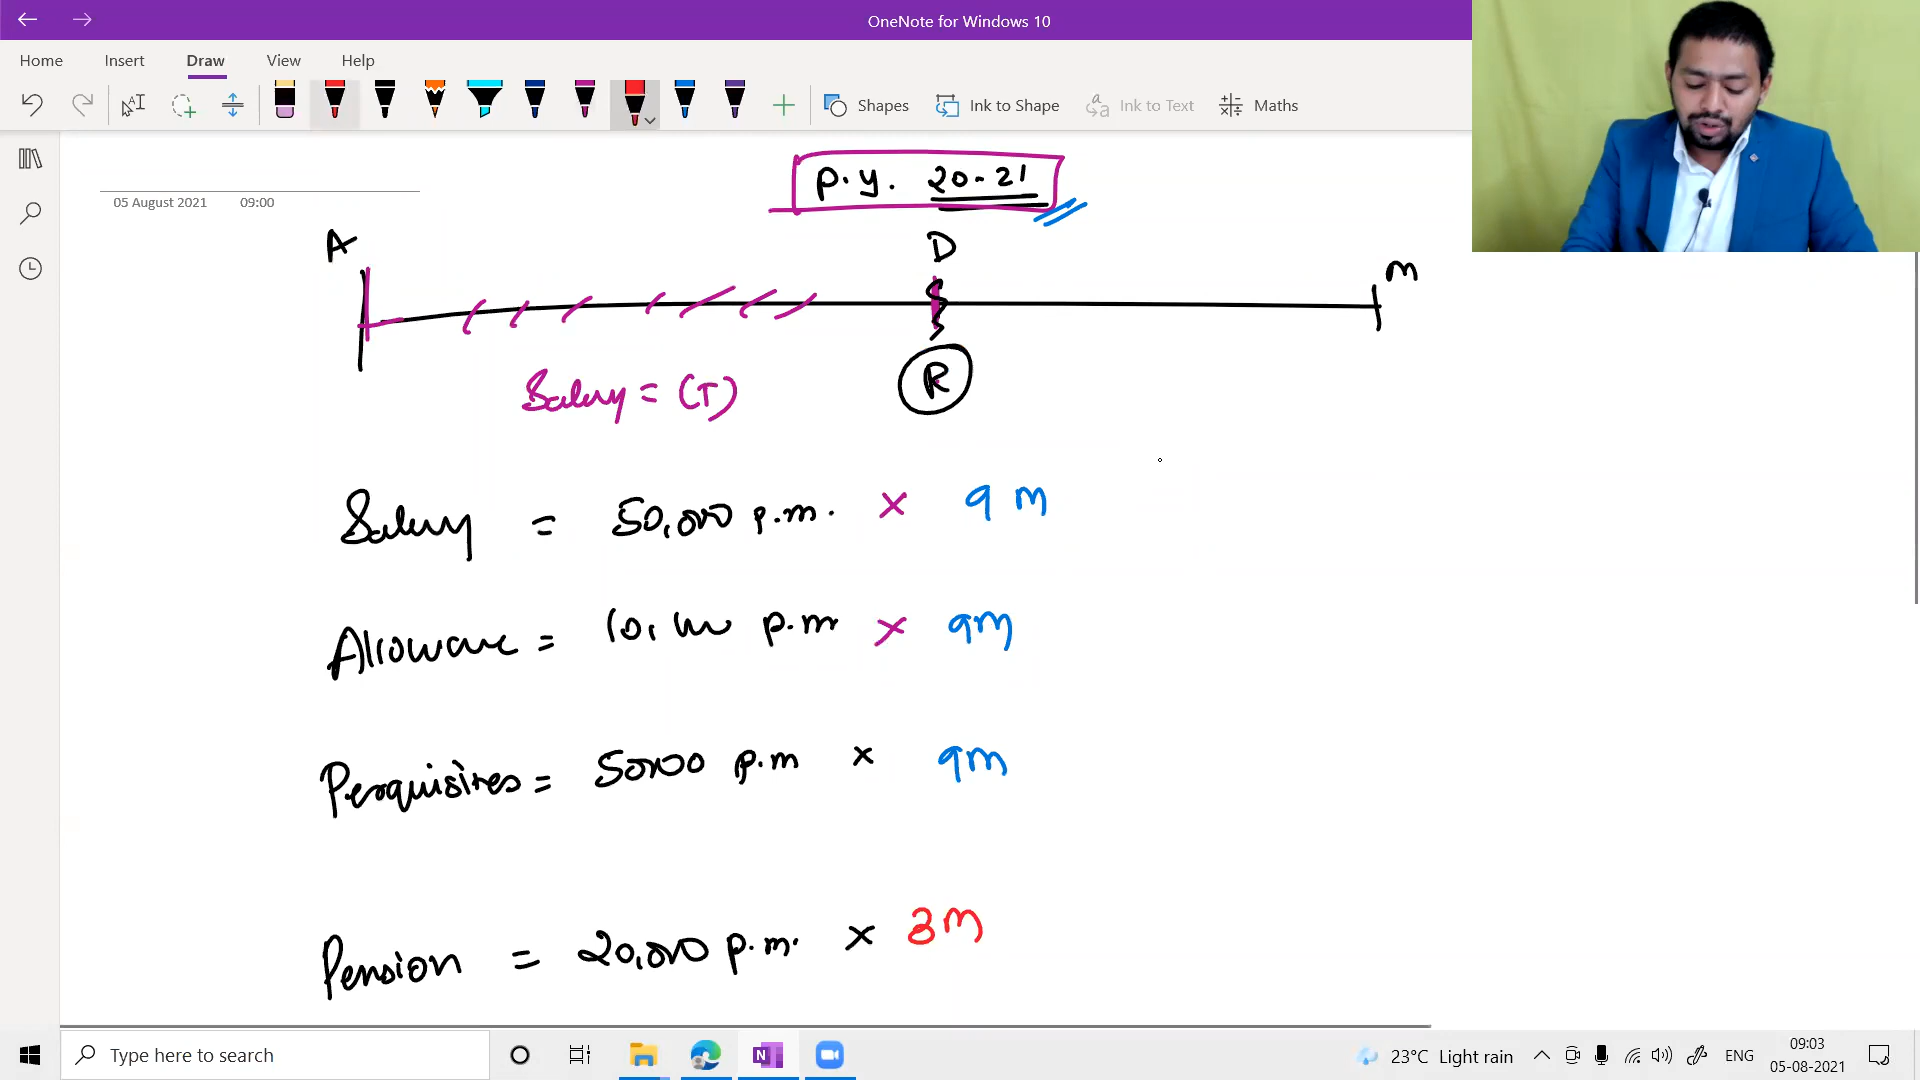 OneNote for Windows 10
Home Insert Draw View Help
Shapes Ink to Shape Ink to Text Maths
P.y. 20-21
05 August 2021 09:00
A D M
R
Salary = (T)
Salary = 50,000 p.m. × 9 m
Allowance = 10,000 p.m × 9m
Perquisites = 5000 p.m × 9m
Pension = 20,000 p.m. × 3m
Type here to search
23°C Light rain
ENG
09:03
05-08-2021